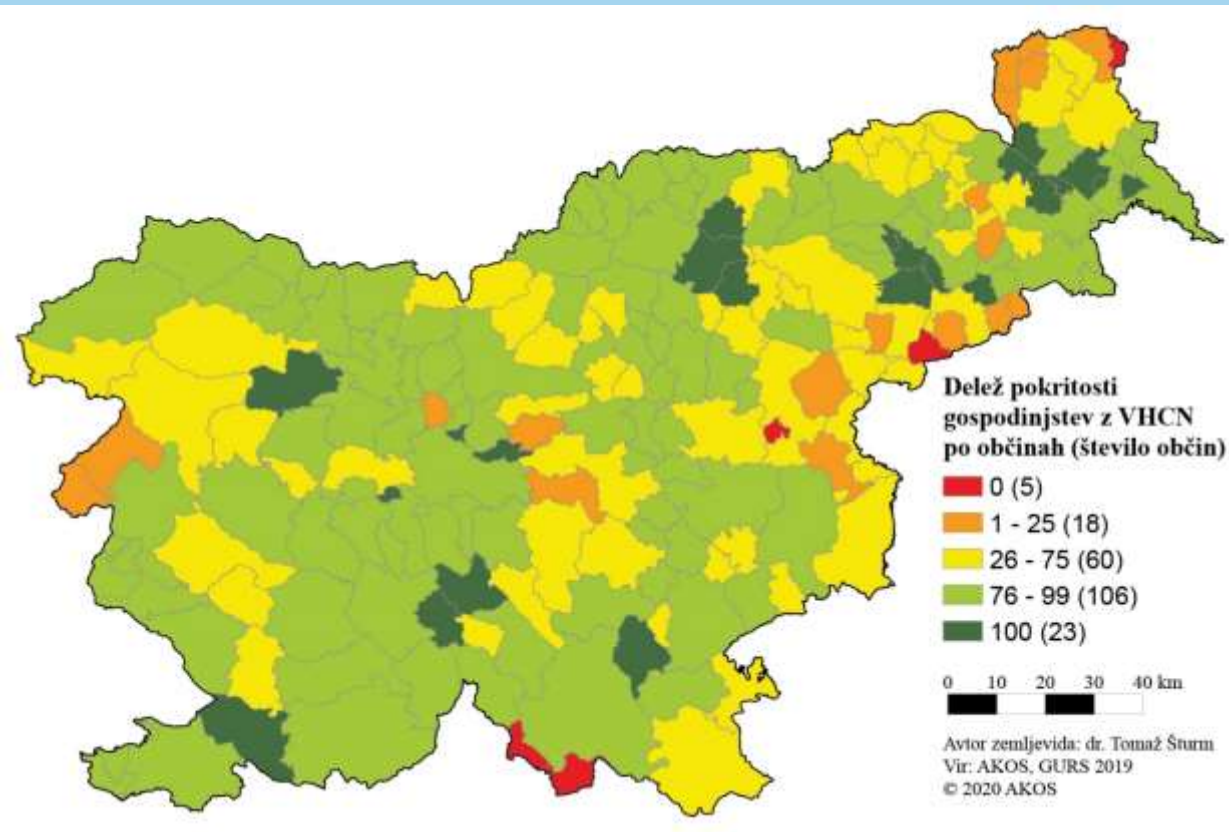 Delež pokritosti
gospodinjstev z VHCN
po občinah (število občin)
0 (5)
1 - 25 (18)
26 - 75 (60)
76 - 99 (106)
100 (23)
0 10 20 30 40 km
Avtor zemljevida: dr. Tomaž Šturm
Vir: AKOS, GURS 2019
© 2020 AKOS